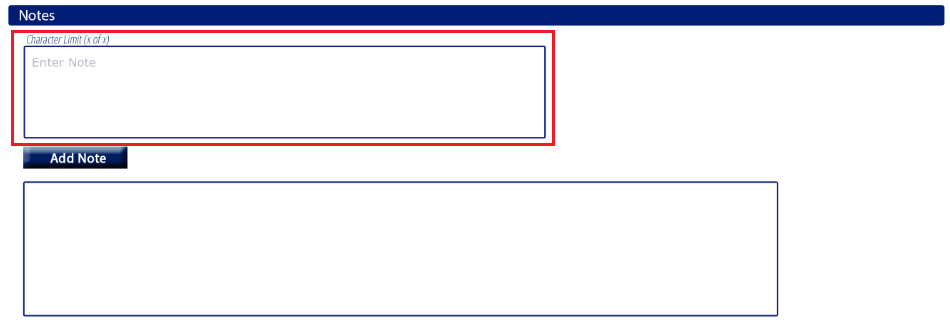 Notes
Character Limit (x of x)
Enter Note
Add Note